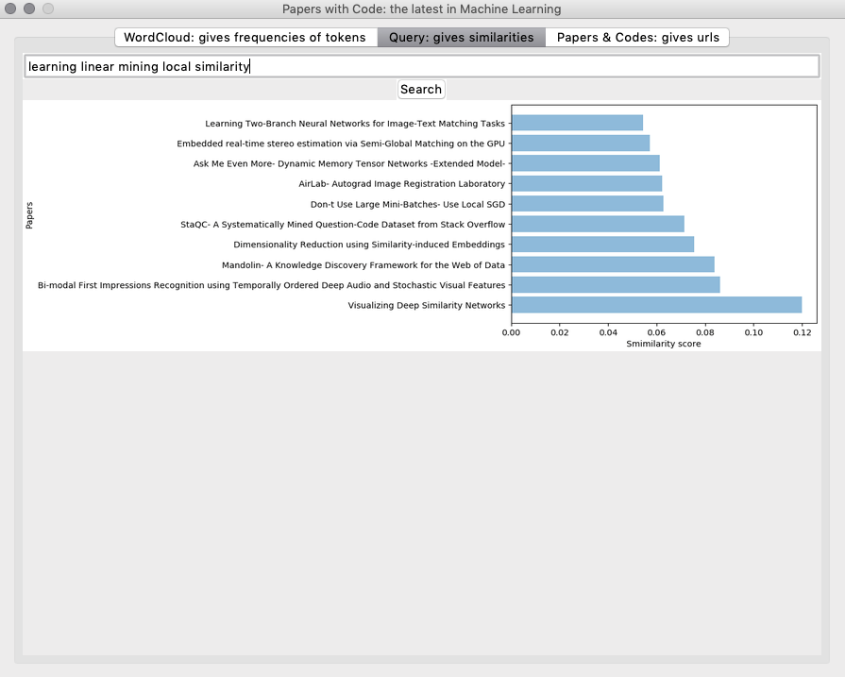 Papers with Code: the latest in Machine Learning
WordCloud: gives frequencies of tokens
Query: gives similarities
Papers & Codes: gives urls
learning linear mining local similarity
Search
Papers
Learning Two-Branch Neural Networks for Image-Text Matching Tasks
Embedded real-time stereo estimation via Semi-Global Matching on the GPU
Ask Me Even More- Dynamic Memory Tensor Networks -Extended Model-
AirLab- Autograd Image Registration Laboratory
Don-t Use Large Mini-Batches- Use Local SGD
StaQC- A Systematically Mined Question-Code Dataset from Stack Overflow
Dimensionality Reduction using Similarity-induced Embeddings
Mandolin- A Knowledge Discovery Framework for the Web of Data
Bi-modal First Impressions Recognition using Temporally Ordered Deep Audio and Stochastic Visual Features
Visualizing Deep Similarity Networks
0.00 0.02 0.04 0.06 0.08 0.10 0.12
Smimilarity score